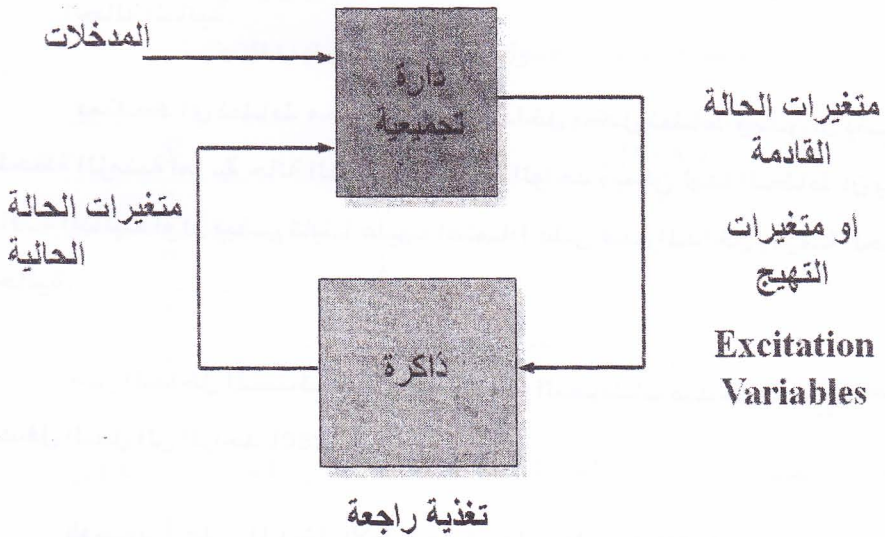 المدخلات
دارة
تجميعية
متغيرات الحالة
القادمة
او متغيرات
التهيج
Excitation
Variables
متغيرات الحالة
الحالية
ذاكرة
تغذية راجعة